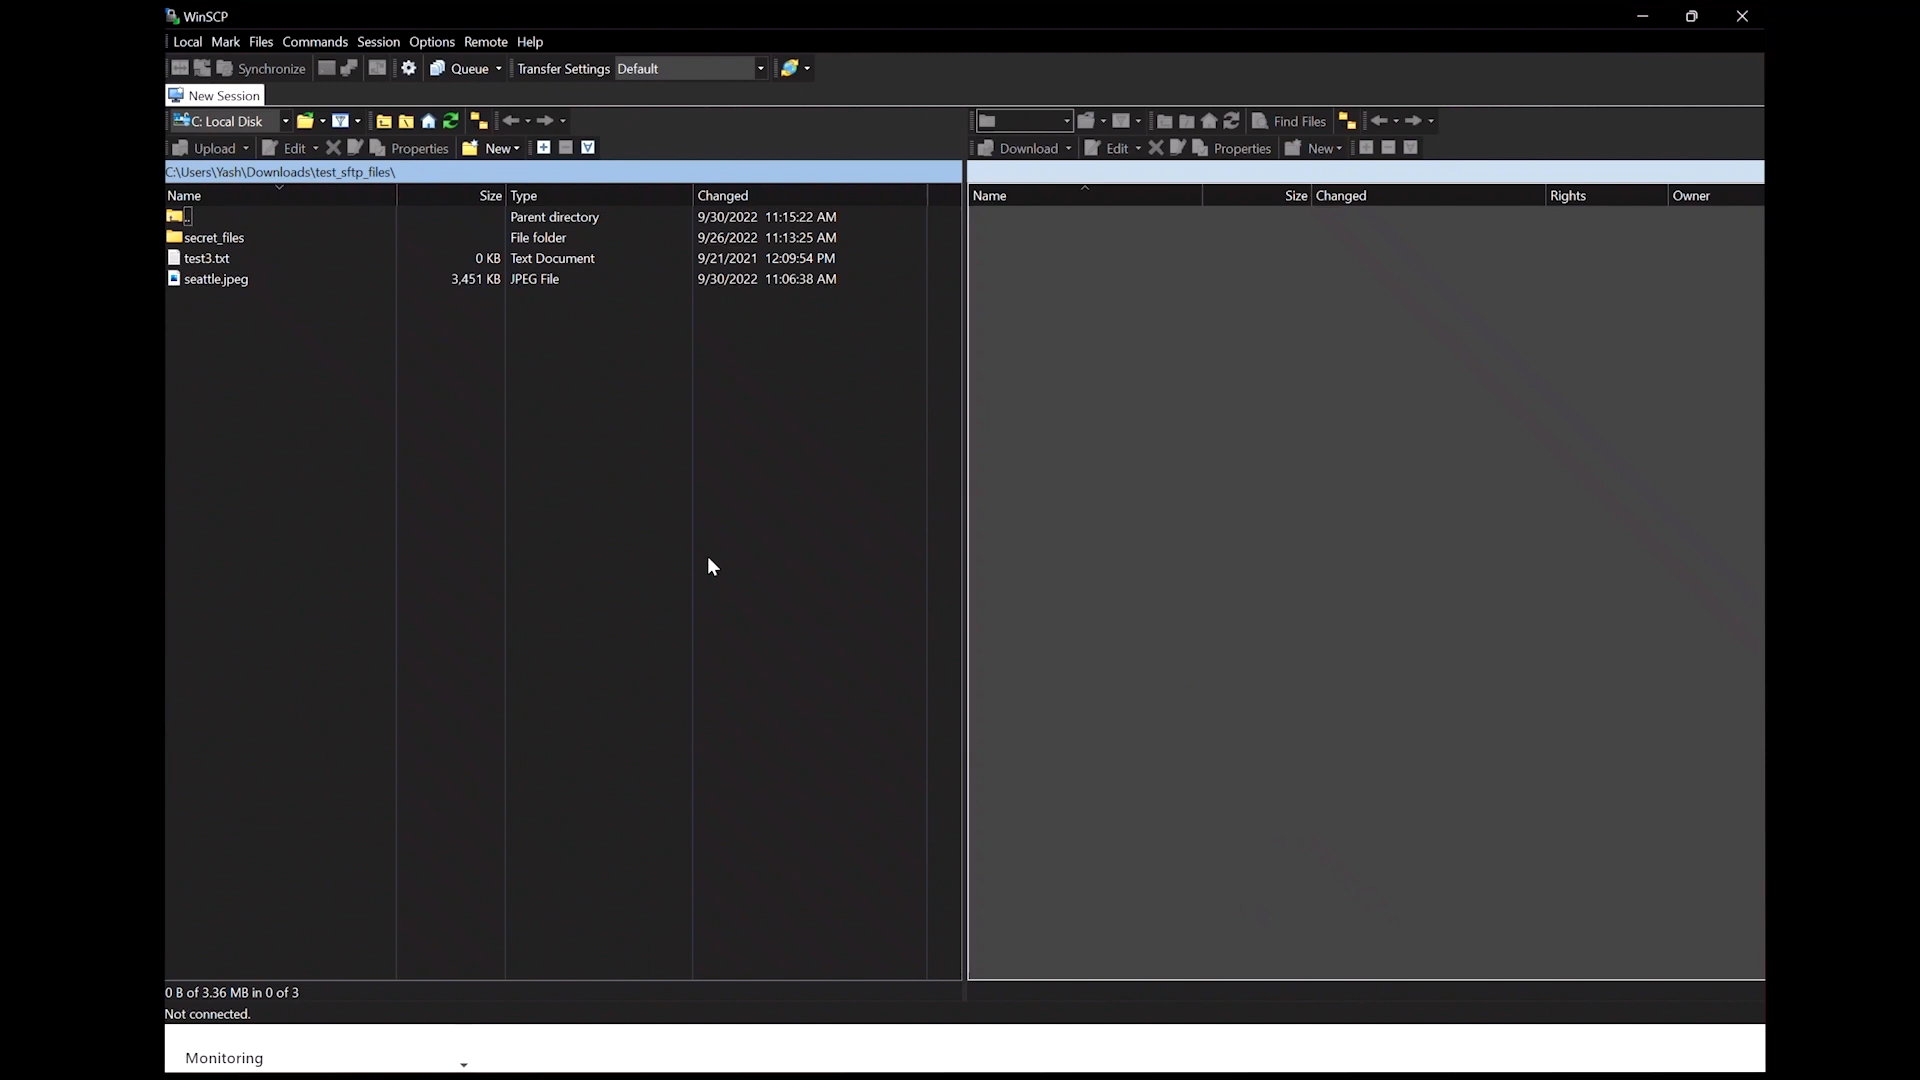 WinSCP
Local Mark Files Commands Session Options Remote Help
Synchronize Queue Transfer Settings Default
New Session
C: Local Disk Find Files
Upload Edit Properties New Download Edit Properties New
C:\Users\Yash\Downloads\test_sftp_files\
Name Size Type Changed Name Size Changed Rights Owner
.. Parent directory 9/30/2022 11:15:22 AM
secret_files File folder 9/26/2022 11:13:25 AM
test3.txt 0 KB Text Document 9/21/2021 12:09:54 PM
seattle.jpeg 3,451 KB JPEG File 9/30/2022 11:06:38 AM
0 B of 3.36 MB in 0 of 3
Not connected.
Monitoring